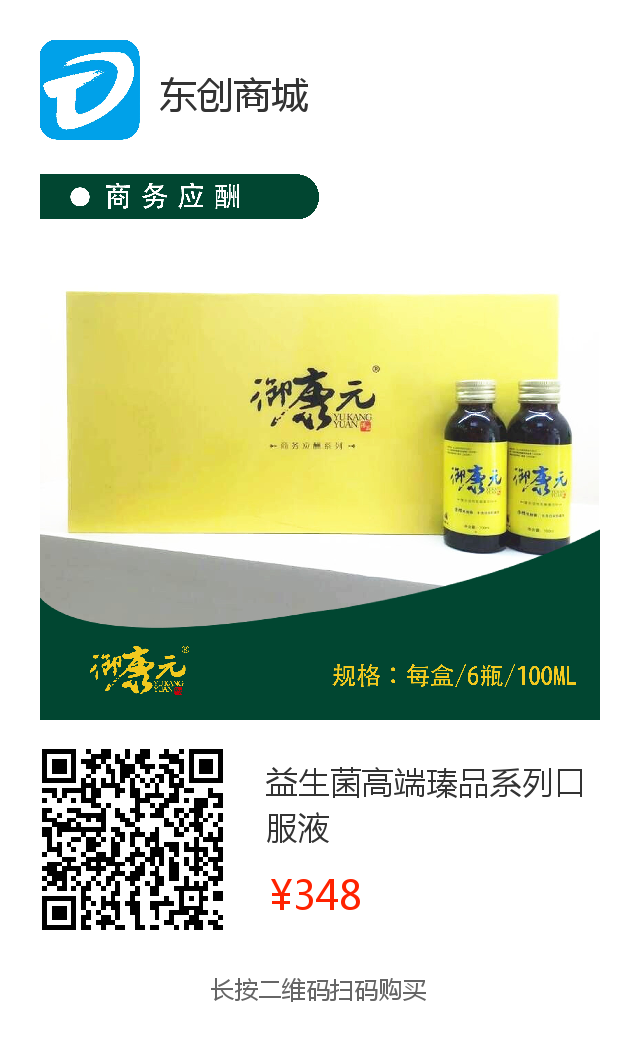 东创商城
商务应酬
御康元
®
YU KANG
YUAN
商务应酬系列
御康元
御康元
御康元
®
YU KANG
YUAN
规格：每盒/6瓶/100ML
益生菌高端瑧品系列口
服液
¥348
长按二维码扫码购买